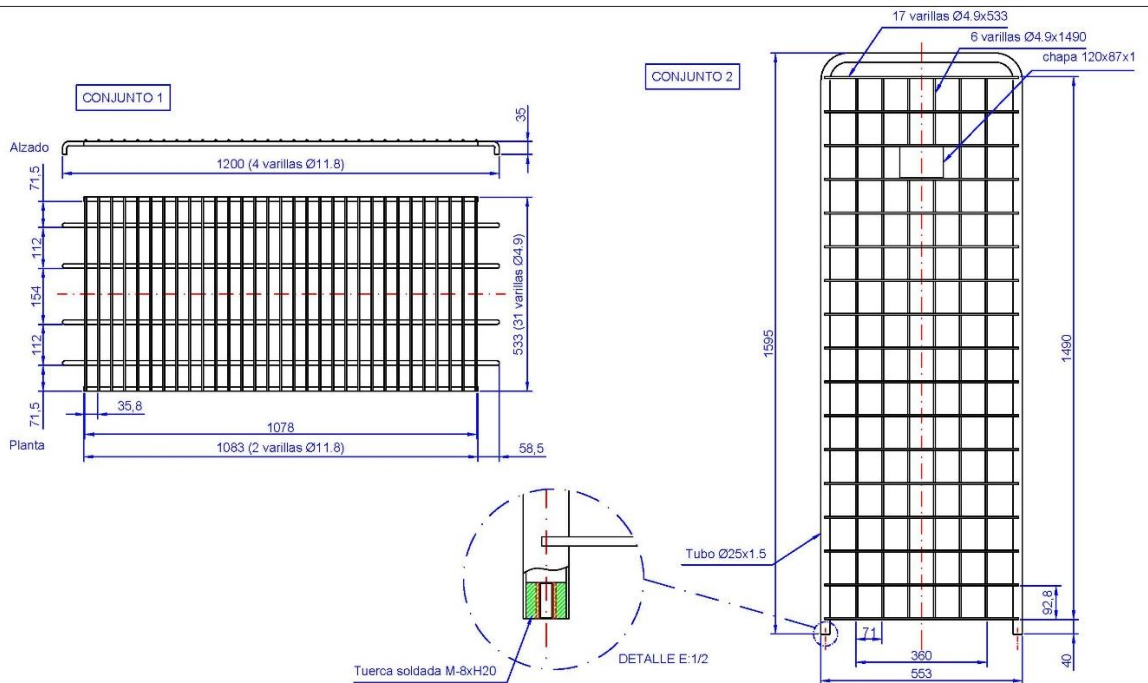 CONJUNTO 1
Alzado
35
1200 (4 varillas Ø11.8)
71,5
112
154
112
71,5
533 (31 varillas Ø4.9)
35,8
1078
1083 (2 varillas Ø11.8)
58,5
Planta
CONJUNTO 2
17 varillas Ø4.9x533
6 varillas Ø4.9x1490
chapa 120x87x1
1595
1490
Tubo Ø25x1.5
92,8
71
360
553
40
Tuerca soldada M-8xH20
DETALLE E:1/2